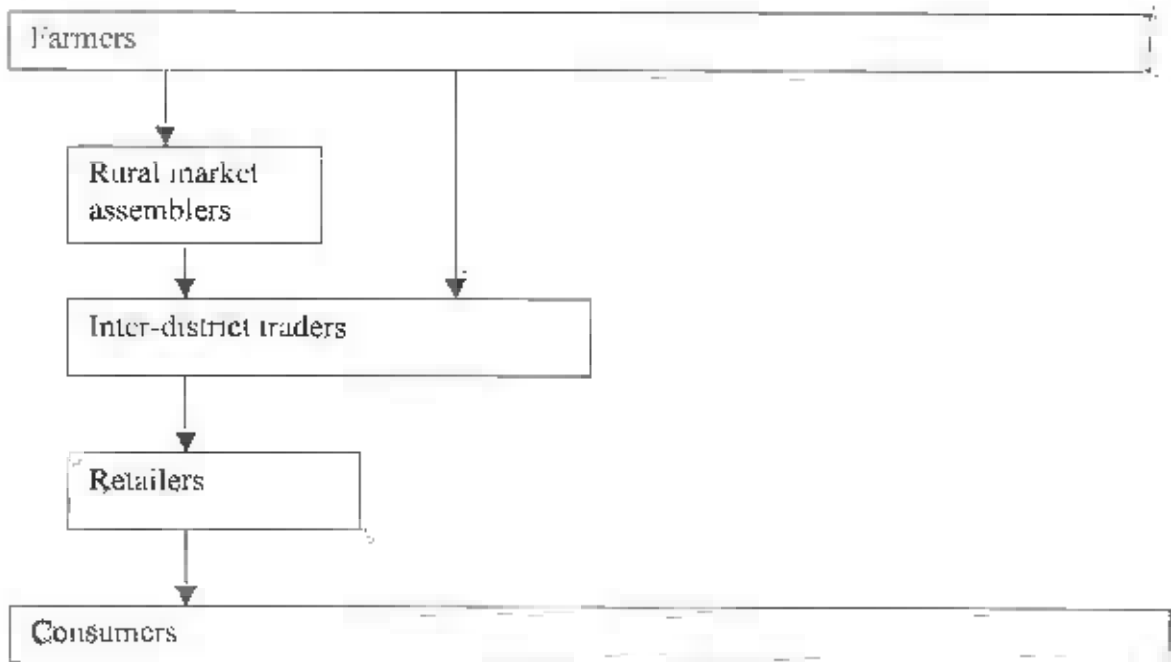 Farmers
Rural market
assemblers
Inter-district traders
Retailers
Consumers